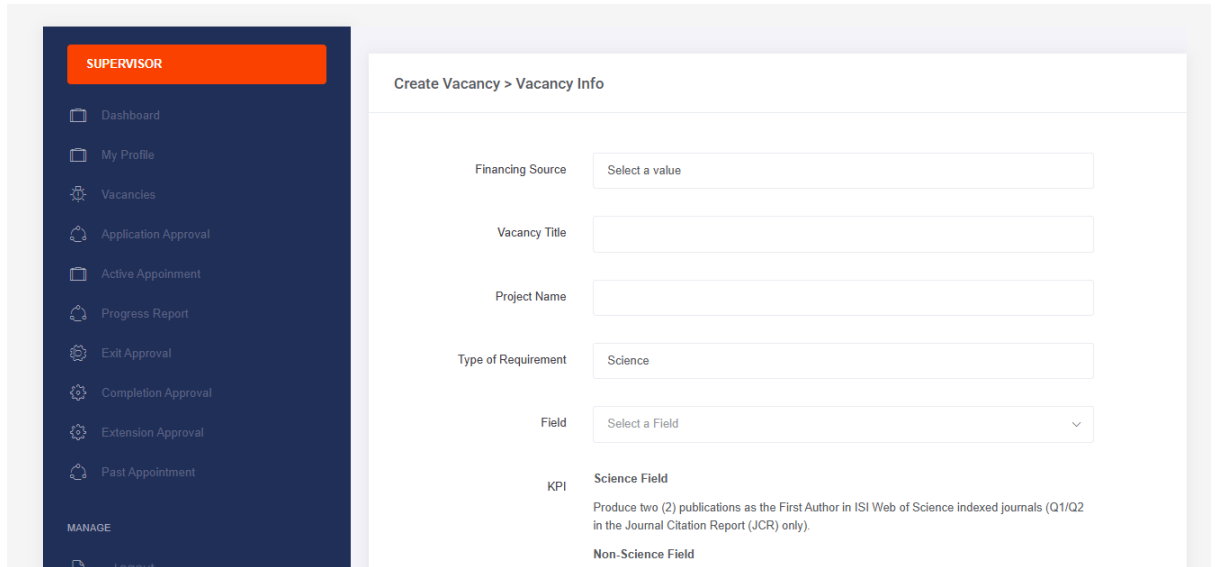 SUPERVISOR
Dashboard
My Profile
Vacancies
Application Approval
Active Appoinment
Progress Report
Exit Approval
Completion Approval
Extension Approval
Past Appointment
MANAGE
Logout
Create Vacancy > Vacancy Info
Financing Source
Select a value
Vacancy Title
Project Name
Type of Requirement
Science
Field
Select a Field
KPI
Science Field
Produce two (2) publications as the First Author in ISI Web of Science indexed journals (Q1/Q2
in the Journal Citation Report (JCR) only).
Non-Science Field